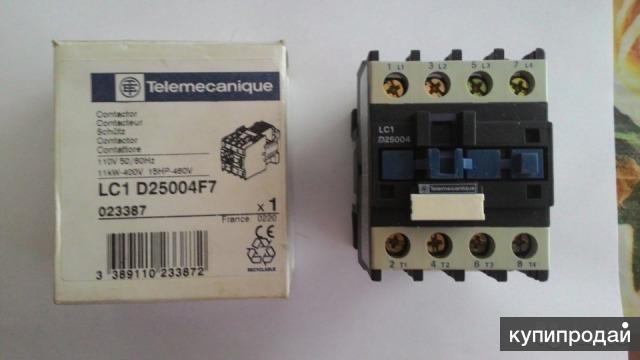 Telemecanique
Contactor
Contacteur
Schütz
Contactor
Contattore
110V 50/60Hz
11kW-400V 15HP-460V
LC1 D25004F7
023387
x 1
France 0220
CE
RECYCLABLE
3 389110 233872
1 L1 3 L2 5 L3 7 L4
LC1
D25004
Telemecanique
2 T1 4 T2 6 T3 8 T4
купипродай